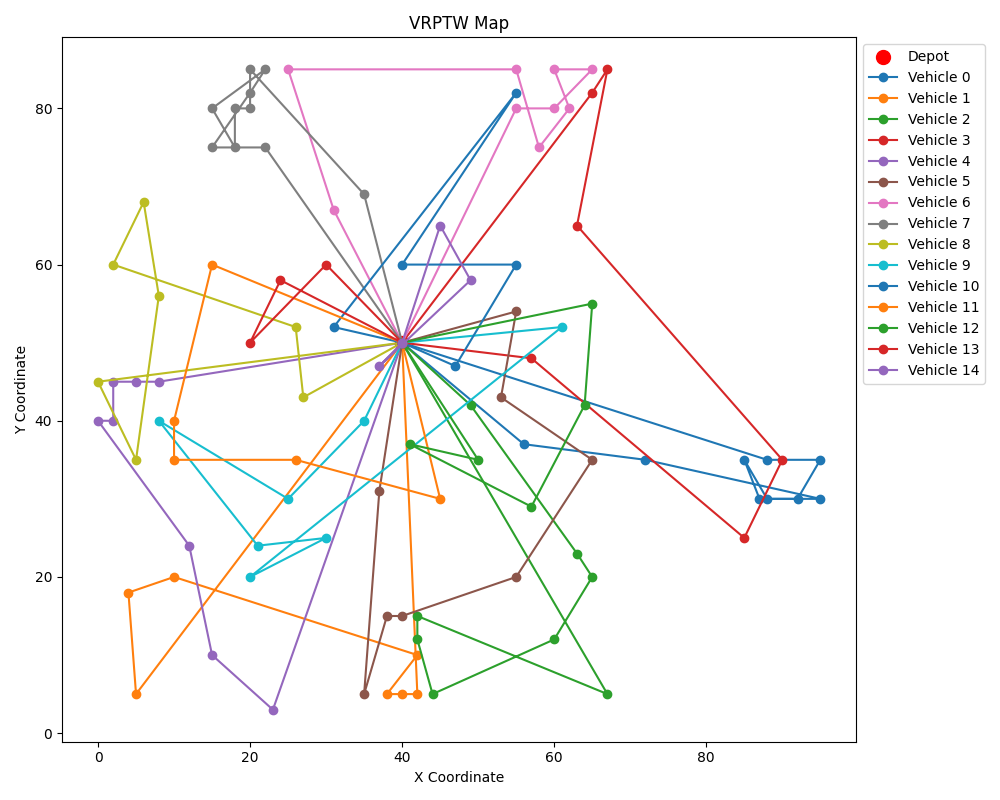 VRPTW Map
Depot
Vehicle 0
Vehicle 1
Vehicle 2
Vehicle 3
Vehicle 4
Vehicle 5
Vehicle 6
Vehicle 7
Vehicle 8
Vehicle 9
Vehicle 10
Vehicle 11
Vehicle 12
Vehicle 13
Vehicle 14
Y Coordinate
80
60
40
20
0
0 20 40 60 80
X Coordinate